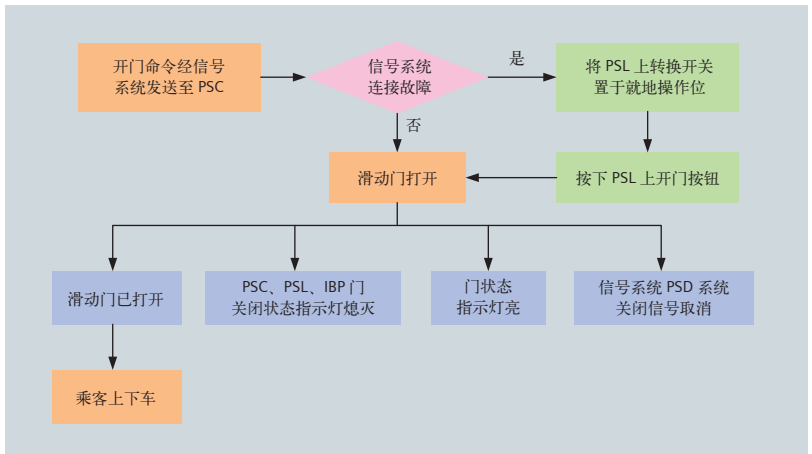 开门命令经信号
系统发送至 PSC
信号系统
连接故障
是
将 PSL 上转换开关
置于就地操作位
否
滑动门打开
按下 PSL 上开门按钮
滑动门已打开
PSC、PSL、IBP 门
关闭状态指示灯熄灭
门状态
指示灯亮
信号系统 PSD 系统
关闭信号取消
乘客上下车